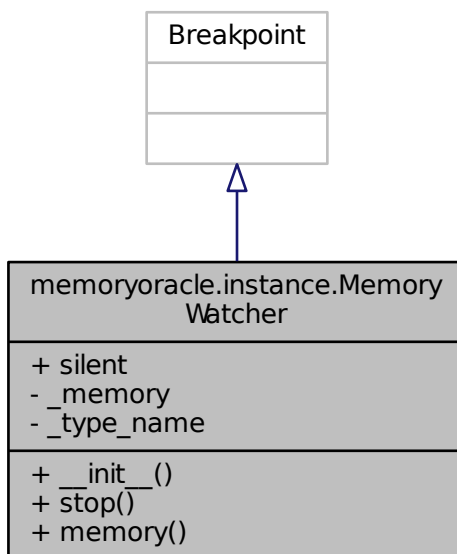 Breakpoint
memoryoracle.instance.Memory
Watcher
+ silent
- _memory
- _type_name
+ __init__()
+ stop()
+ memory()